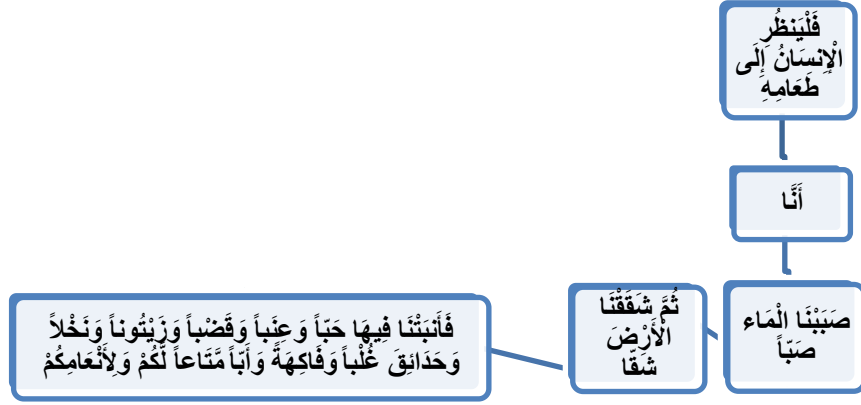 فَلْيَنظُرِ
الْإِنسَانُ إِلَى
طَعَامِهِ
أَنَّا
صَبَبْنَا الْمَاء
صَبّاً
ثُمَّ شَقَقْنَا
الْأَرْضَ
شَقّا
فَأَنبَتْنَا فِيهَا حَبّاً وَعِنَباً وَقَضْباً وَزَيْتُوناً وَنَخْلاً
وَحَدَائِقَ غُلْباً وَفَاكِهَةً وَأَبّاً مَّتَاعاً لَّكُمْ وَلِأَنْعَامِكُمْ